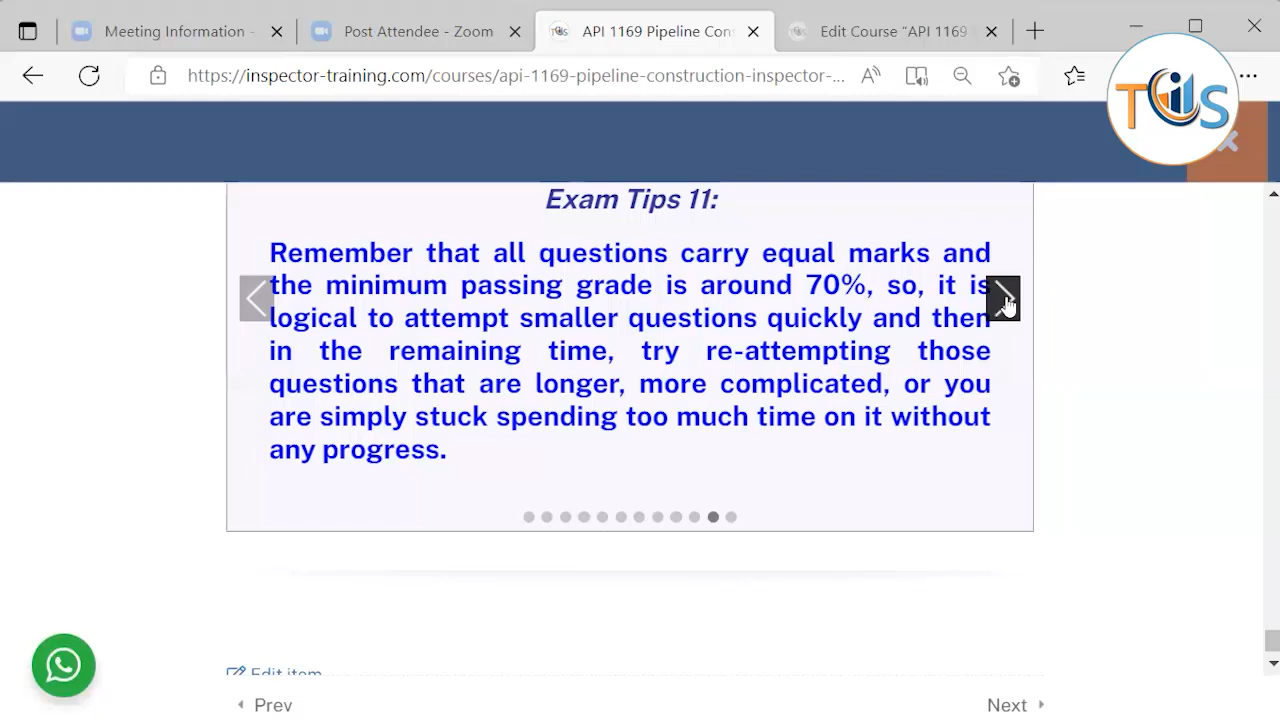 Meeting Information -
Post Attendee - Zoom
API 1169 Pipeline Cons
Edit Course "API 1169
https://inspector-training.com/courses/api-1169-pipeline-construction-inspector-...
TIS
Exam Tips 11:
Remember that all questions carry equal marks and
the minimum passing grade is around 70%, so, it is
logical to attempt smaller questions quickly and then
in the remaining time, try re-attempting those
questions that are longer, more complicated, or you
are simply stuck spending too much time on it without
any progress.
Edit item
Prev
Next